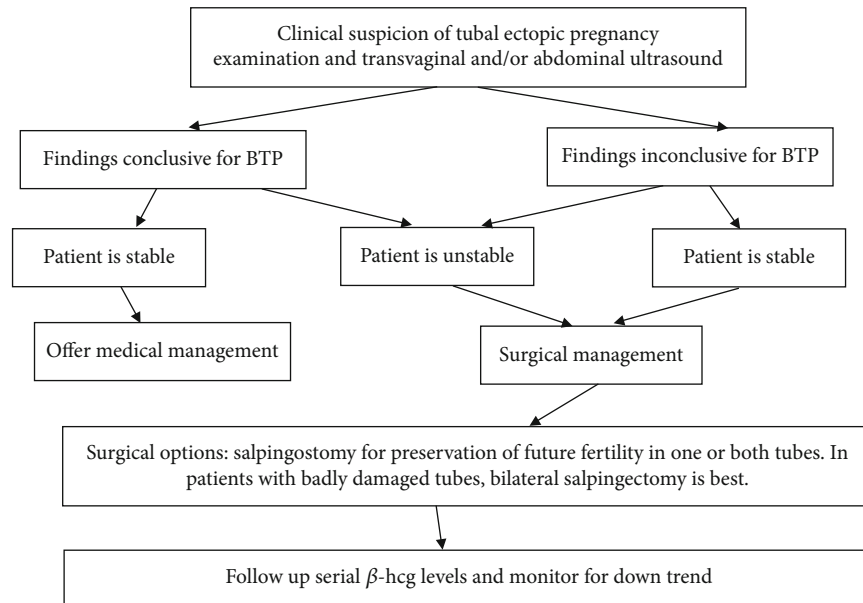 Clinical suspicion of tubal ectopic pregnancy
examination and transvaginal and/or abdominal ultrasound
Findings conclusive for BTP
Findings inconclusive for BTP
Patient is stable
Patient is unstable
Patient is stable
Offer medical management
Surgical management
Surgical options: salpingostomy for preservation of future fertility in one or both tubes. In
patients with badly damaged tubes, bilateral salpingectomy is best.
Follow up serial β-hcg levels and monitor for down trend